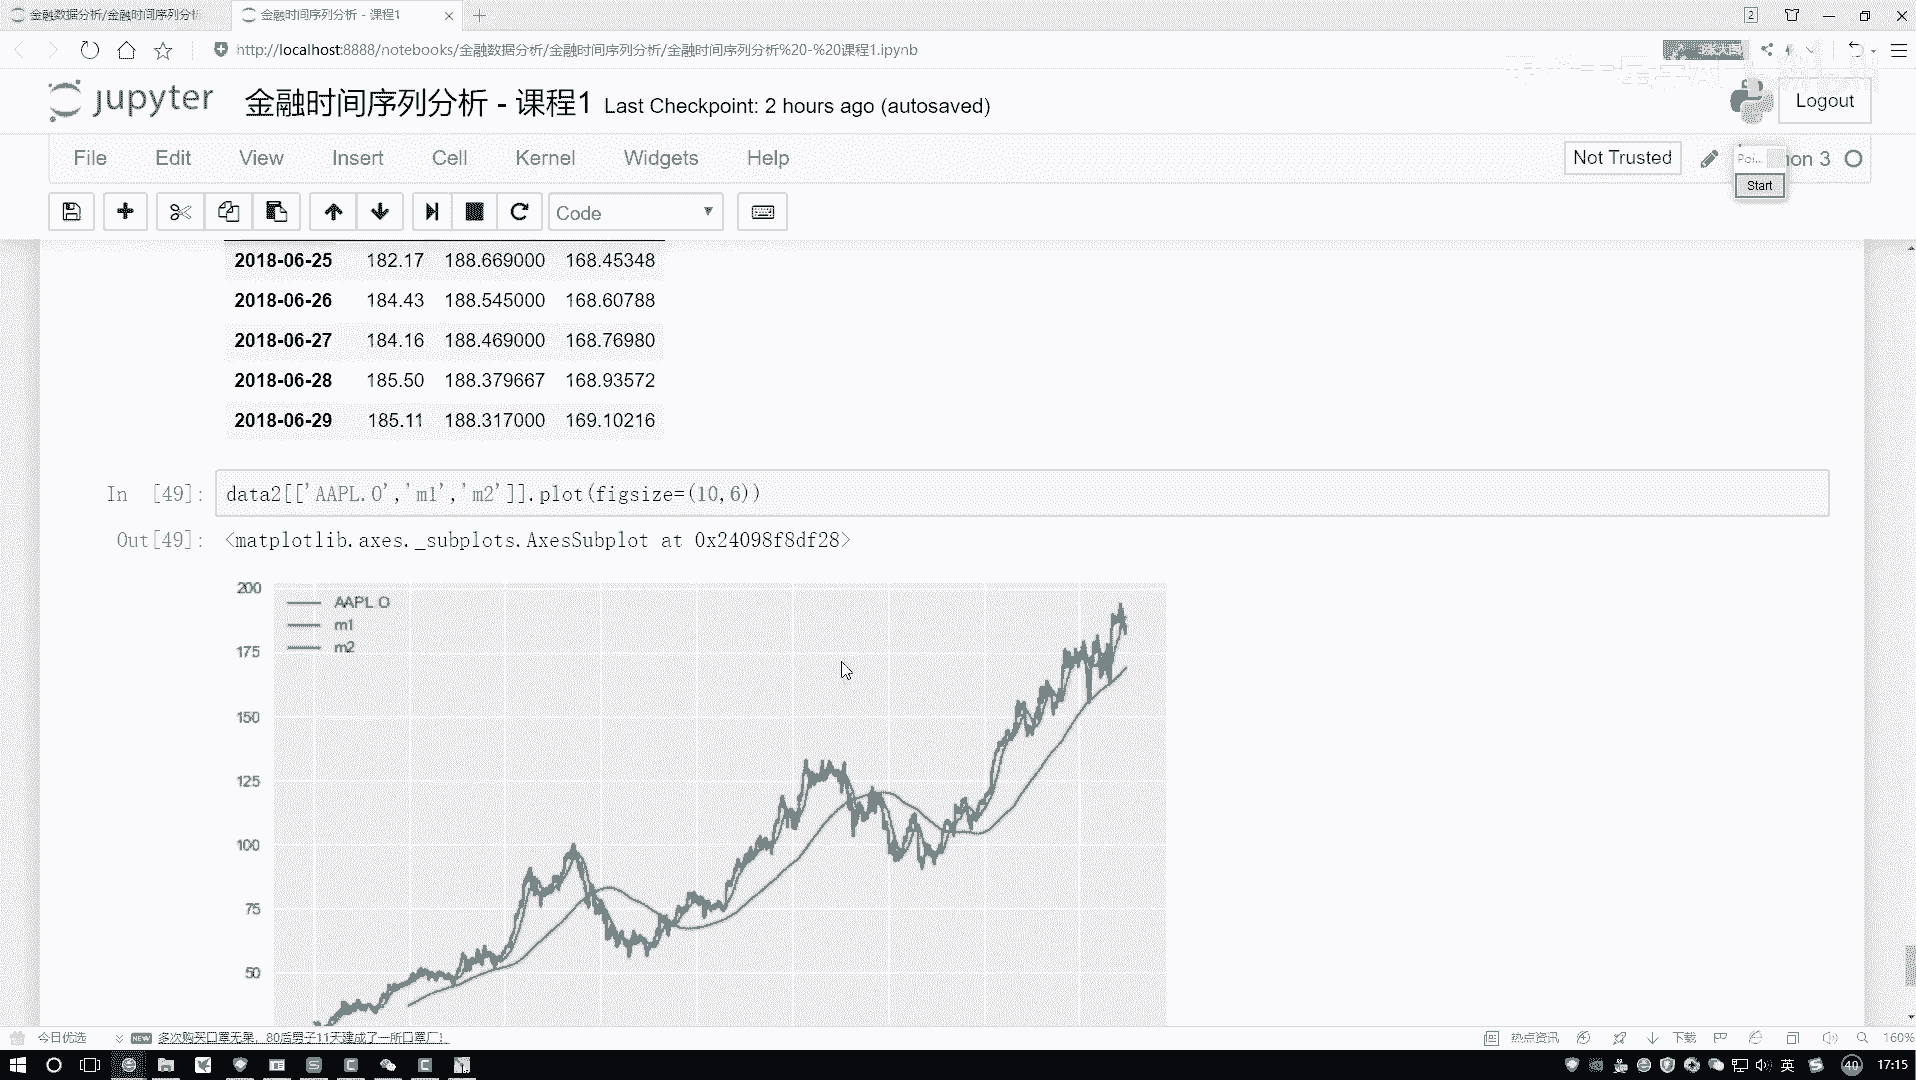 金融数据分析/金融时间序列分析
金融时间序列分析 - 课程1
2
http://localhost:8888/notebooks/金融数据分析/金融时间序列分析/金融时间序列分析%20-%20课程1.ipynb
jupyter 金融时间序列分析 - 课程1 Last Checkpoint: 2 hours ago (autosaved)
Logout
File Edit View Insert Cell Kernel Widgets Help
Not Trusted
Poi... hon 3
Start
Code
2018-06-25 182.17 188.669000 168.45348
2018-06-26 184.43 188.545000 168.60788
2018-06-27 184.16 188.469000 168.76980
2018-06-28 185.50 188.379667 168.93572
2018-06-29 185.11 188.317000 169.10216
In [49]: data2[['AAPL.O','m1','m2']].plot(figsize=(10,6))
Out[49]: <matplotlib.axes._subplots.AxesSubplot at 0x24098f8df28>
200
AAPL.O
m1
m2
175
150
125
100
75
50
今日优选
NEW 多次购买口罩无果，80后男子11天建成了一所口罩厂！
热点资讯
下载
160%
英
40
17:15